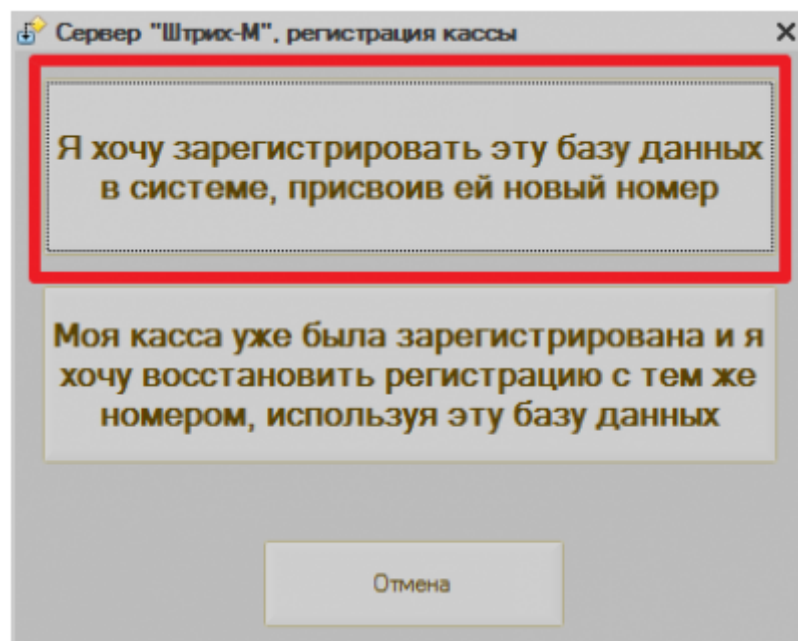 Сервер "Штрих-М", регистрация кассы
Я хочу зарегистрировать эту базу данных
в системе, присвоив ей новый номер
Моя касса уже была зарегистрирована и я
хочу восстановить регистрацию с тем же
номером, используя эту базу данных
Отмена